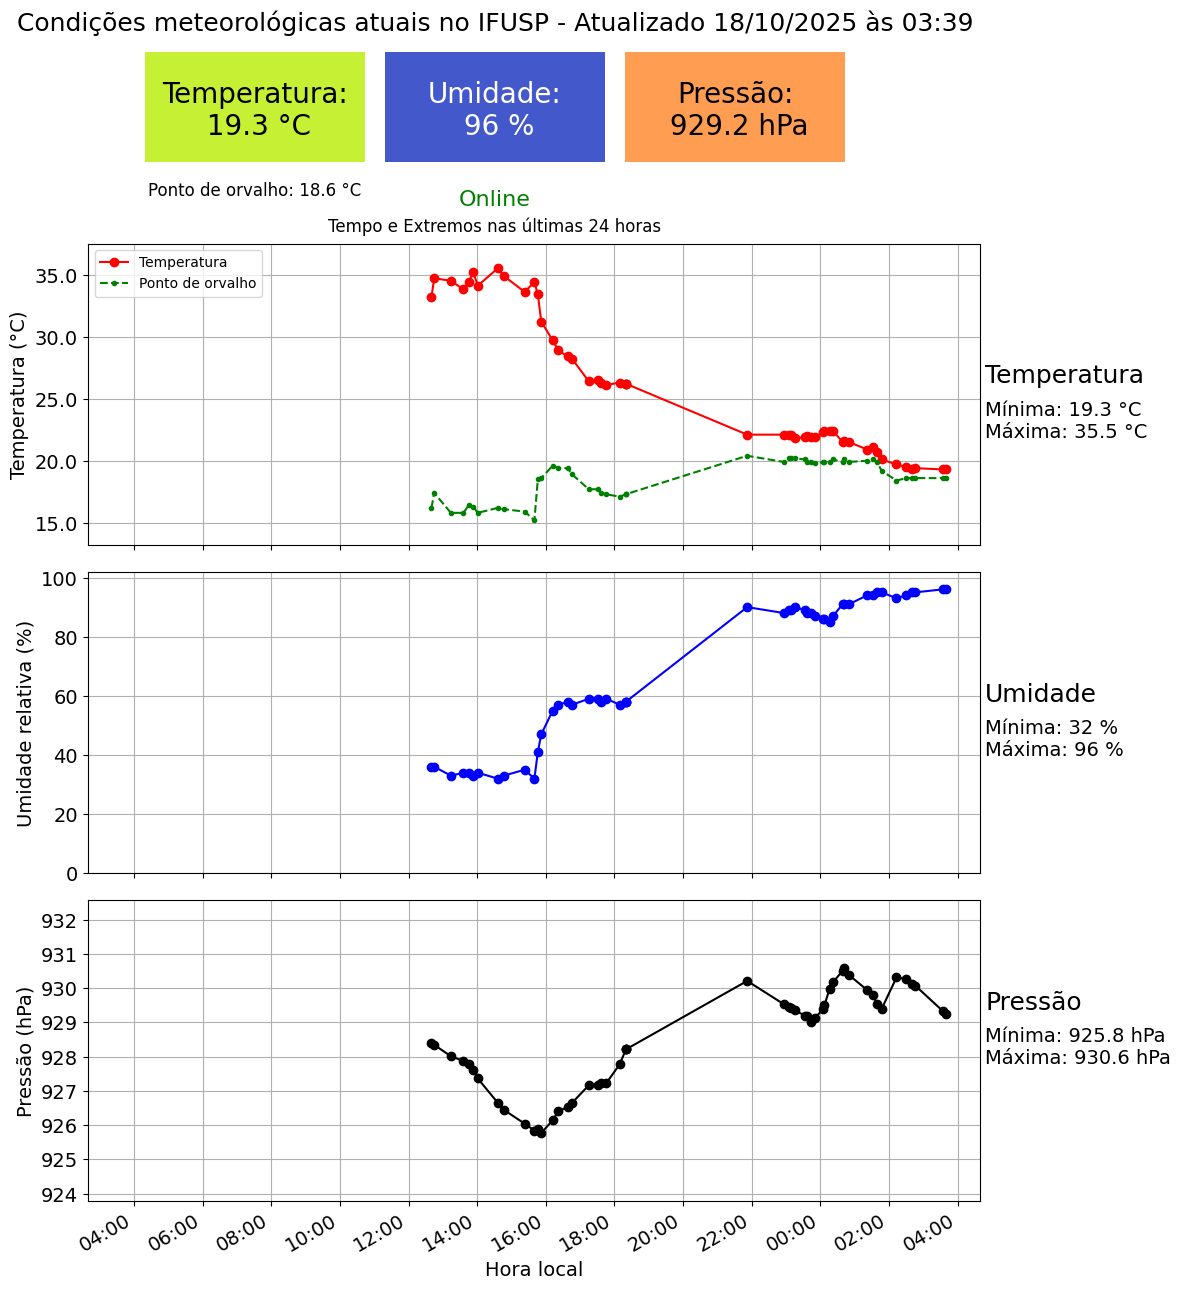 Condições meteorológicas atuais no IFUSP - Atualizado 18/10/2025 às 03:39
Temperatura:
19.3 °C
Umidade:
96 %
Pressão:
929.2 hPa
Ponto de orvalho: 18.6 °C
Online
Tempo e Extremos nas últimas 24 horas
Temperatura
Ponto de orvalho
35.0
30.0
25.0
20.0
15.0
Temperatura (°C)
Temperatura
Mínima: 19.3 °C
Máxima: 35.5 °C
100
80
60
40
20
0
Umidade relativa (%)
Umidade
Mínima: 32 %
Máxima: 96 %
932
931
930
929
928
927
926
925
924
Pressão (hPa)
Pressão
Mínima: 925.8 hPa
Máxima: 930.6 hPa
04:00 06:00 08:00 10:00 12:00 14:00 16:00 18:00 20:00 22:00 00:00 02:00 04:00
Hora local